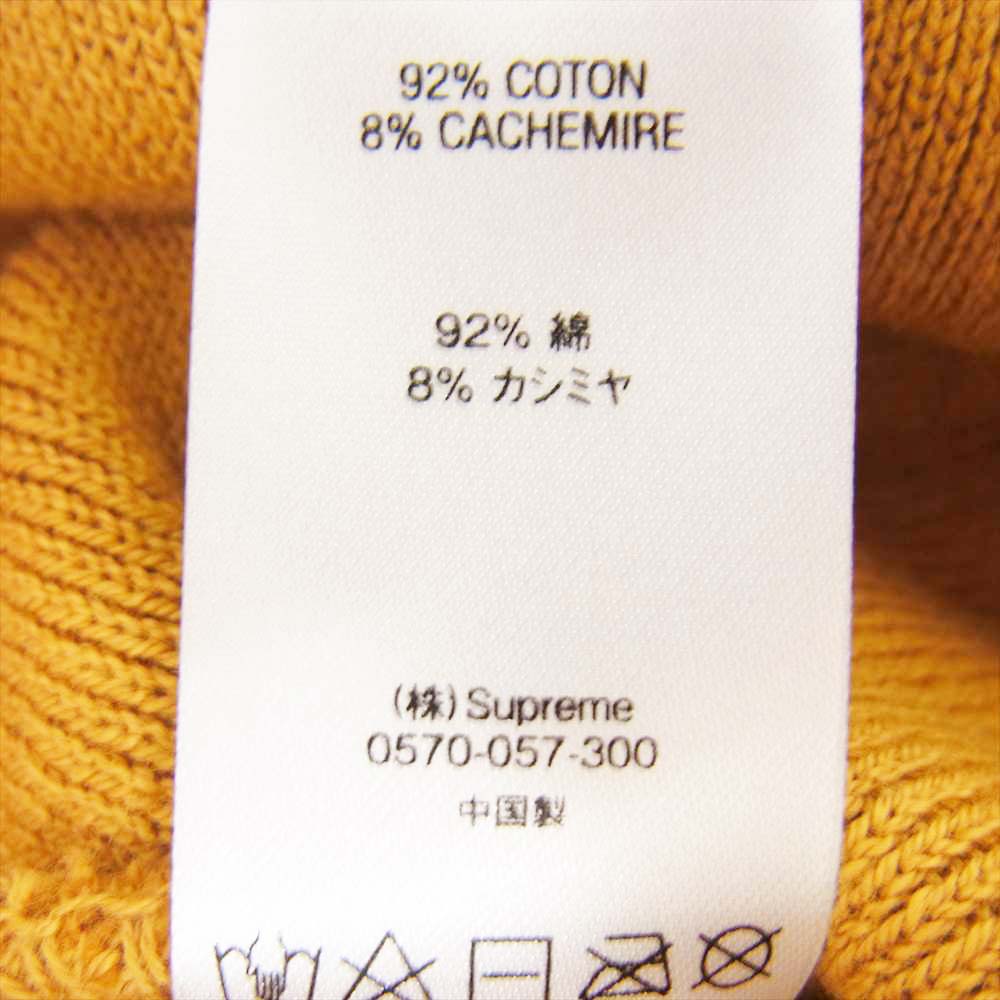 92% COTON
8% CACHEMIRE
92% 綿
8% カシミヤ
(株) Supreme
0570-057-300
中国製